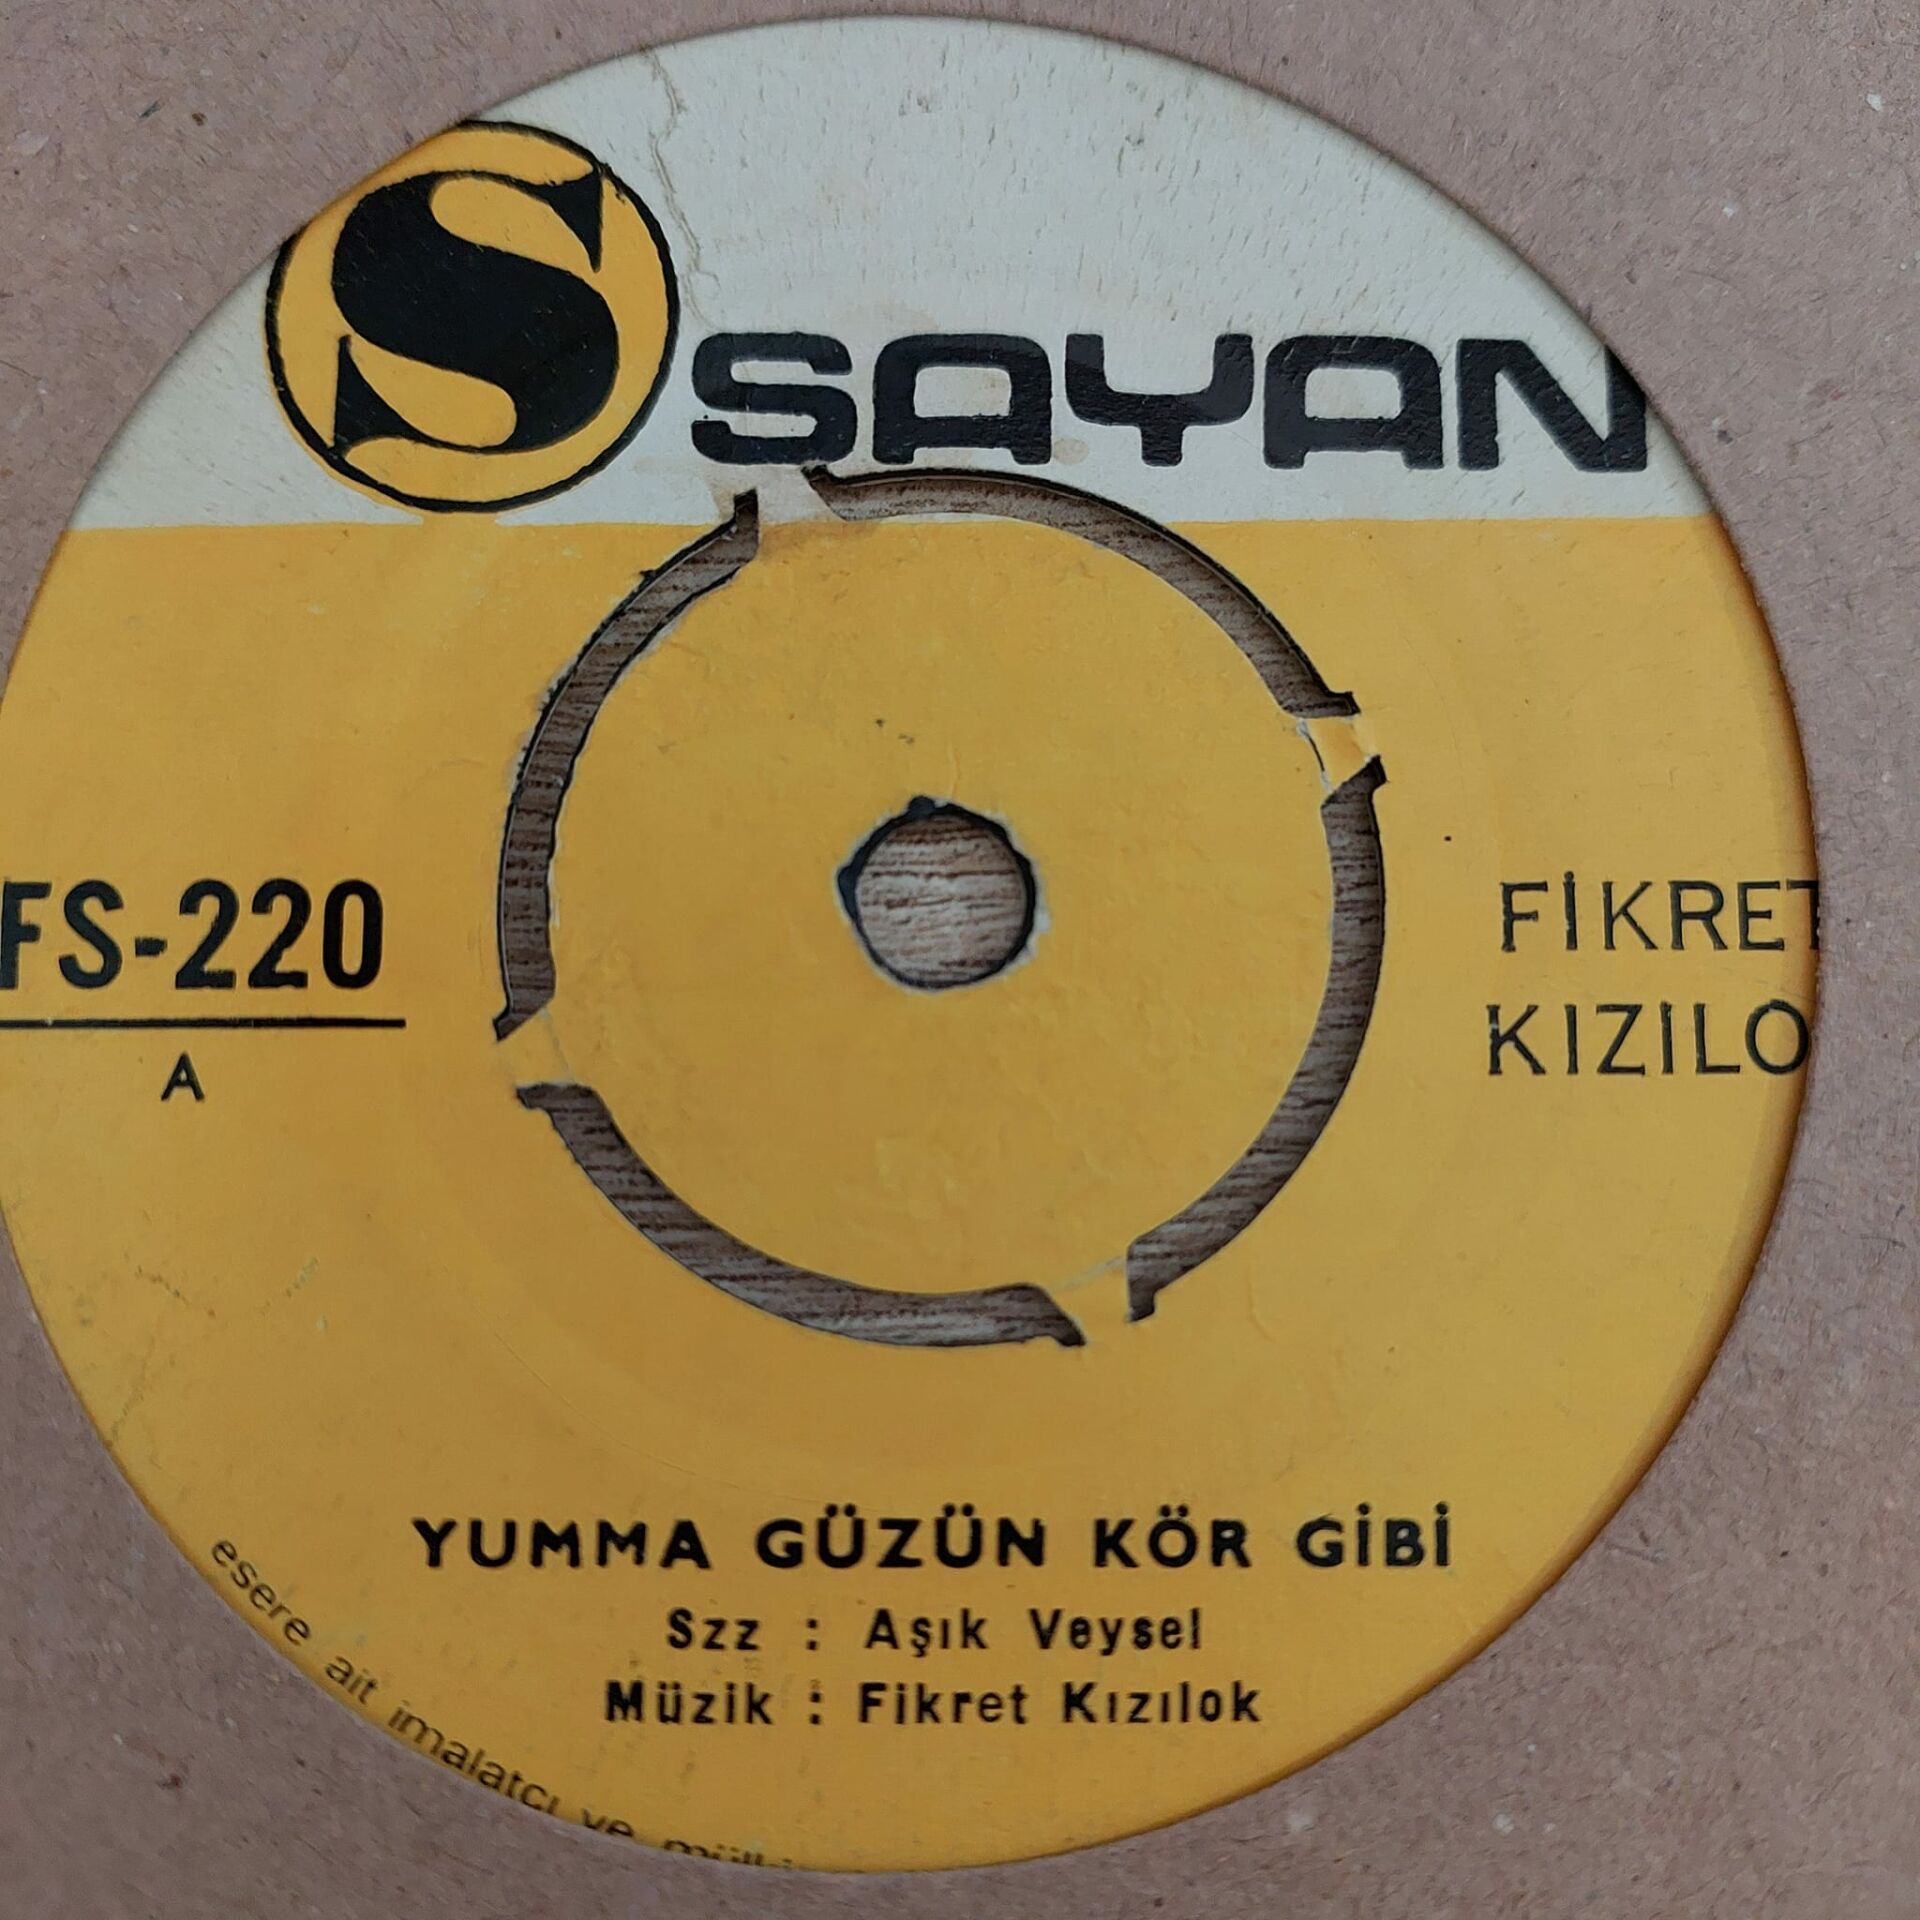 S SAYAN
FS-220
A
FİKRET
KIZILO
YUMMA GÜZÜN KÖR GİBİ
Szz : Aşık Veysel
Müzik : Fikret Kızılok
esere ait imalatçı ve